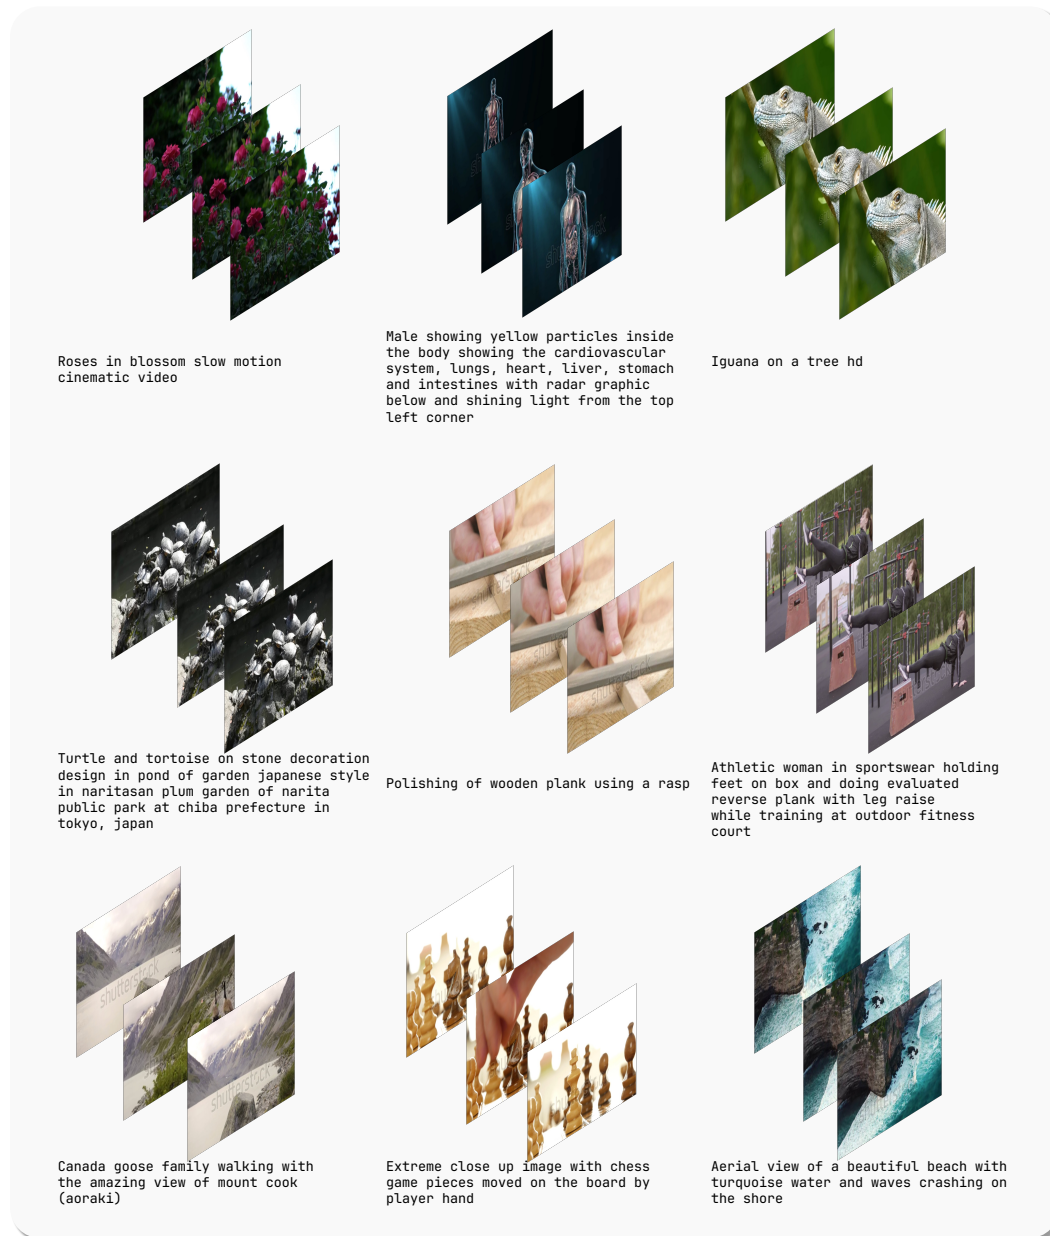 Roses in blossom slow motion
cinematic video
Male showing yellow particles inside
the body showing the cardiovascular
system, lungs, heart, liver, stomach
and intestines with radar graphic
below and shining light from the top
left corner
Iguana on a tree hd
Turtle and tortoise on stone decoration
design in pond of garden japanese style
in naritasan plum garden of narita
public park at chiba prefecture in
tokyo, japan
Polishing of wooden plank using a rasp
Athletic woman in sportswear holding
feet on box and doing evaluated
reverse plank with leg raise
while training at outdoor fitness
court
shutterstock
shutterstock
Canada goose family walking with
the amazing view of mount cook
(aoraki)
Extreme close up image with chess
game pieces moved on the board by
player hand
Aerial view of a beautiful beach with
turquoise water and waves crashing on
the shore